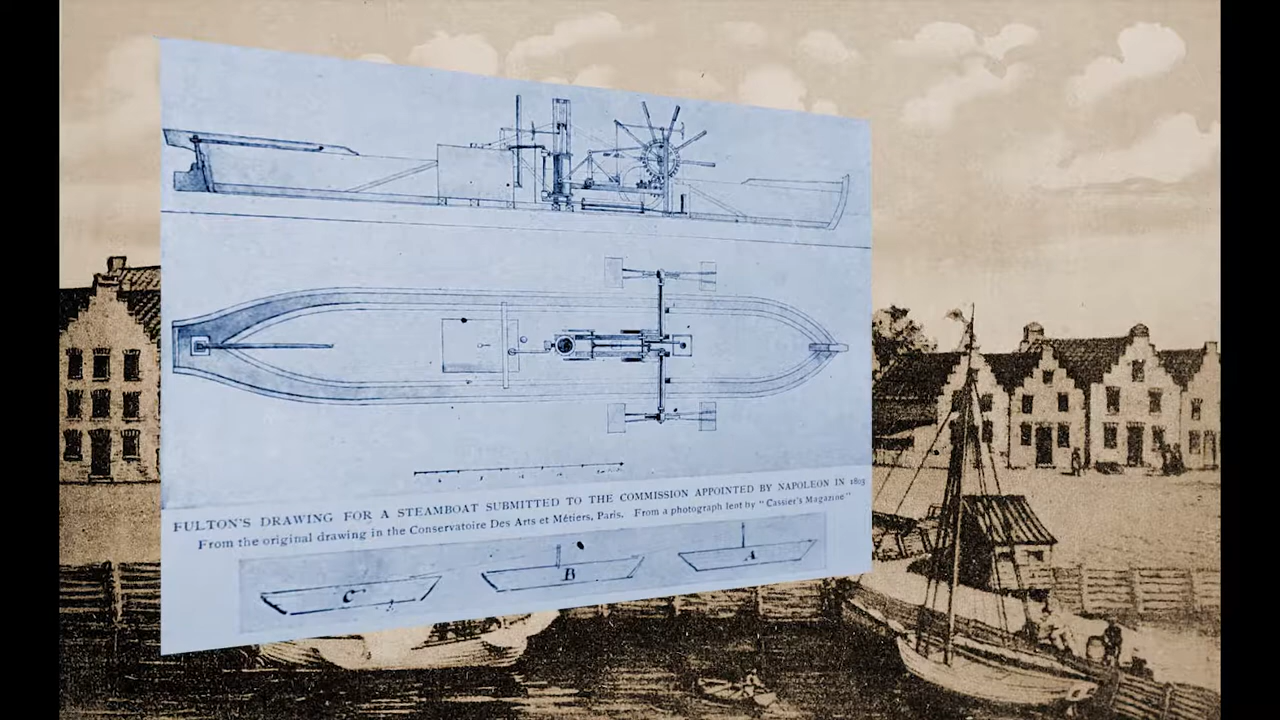 FULTON'S DRAWING FOR A STEAMBOAT SUBMITTED TO THE COMMISSION APPOINTED BY NAPOLEON IN 1803
From the original drawing in the Conservatoire Des Arts et Métiers, Paris. From a photograph lent by "Cassier's Magazine"
C B A